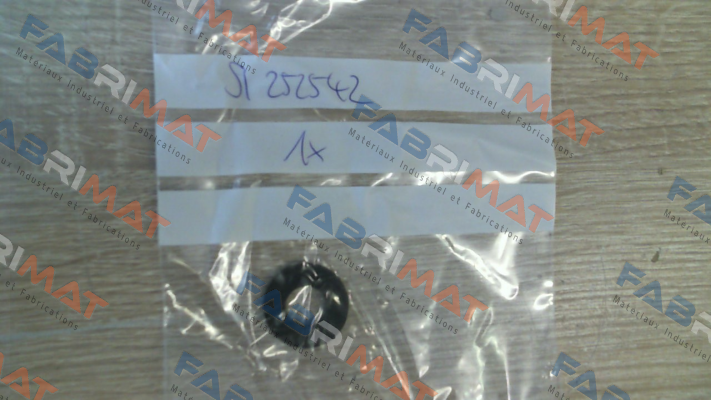 SI 252542
1x
FABRIMAT
Materiaux Industriel et Fabrications